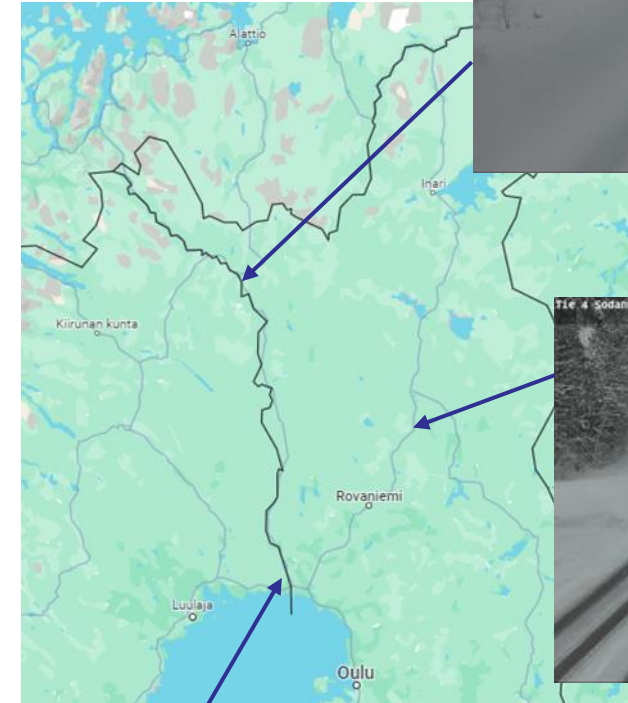 Alattio
Inari
Kiirunan kunta
Tie 4 Sodan
Rovaniemi
Luulaja
Oulu